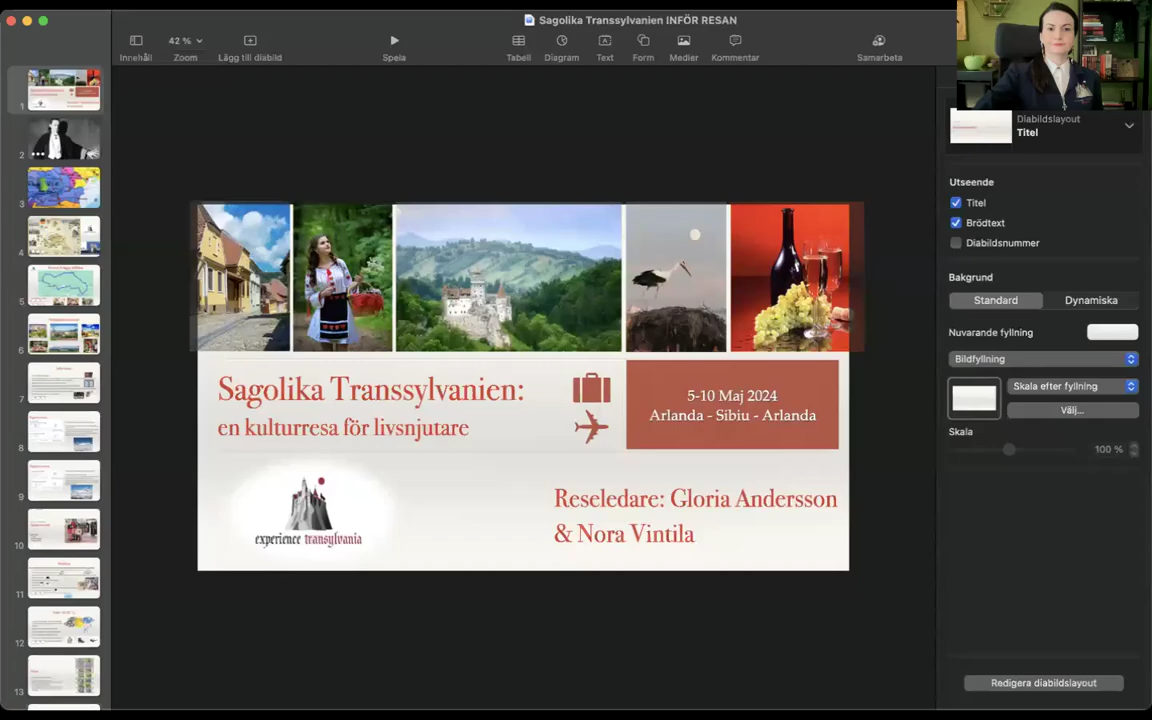 Sagolika Transsylvanien INFÖR RESAN
42 %
Innehåll
Zoom
Lägg till diabild
Spela
Tabell
Diagram
Text
Form
Medier
Kommentar
Samarbeta
1
2
3
4
5
6
7
8
9
10
11
12
13
Sagolika Transsylvanien:
en kulturresa för livsnjutare
5-10 Maj 2024
Arlanda - Sibiu - Arlanda
experience transylvania
Reseledare: Gloria Andersson
& Nora Vintila
Diabildslayout
Titel
Utseende
Titel
Brödtext
Diabildsnummer
Bakgrund
Standard
Dynamiska
Nuvarande fyllning
Bildfyllning
Skala efter fyllning
Välj...
Skala
100 %
Redigera diabildslayout